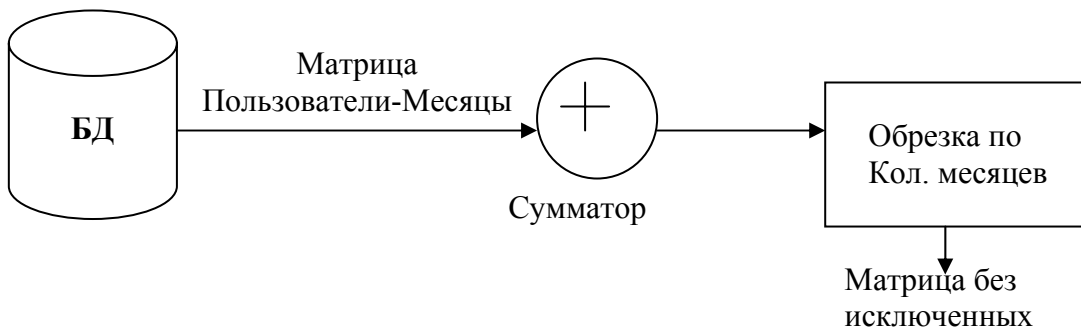 Матрица
Пользователи-Месяцы
БД
Обрезка по
Кол. месяцев
Сумматор
Матрица без
исключенных